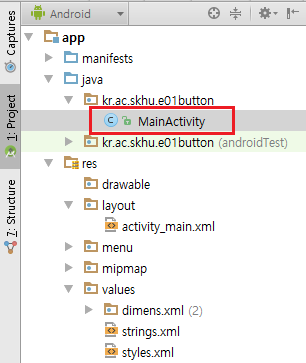 Android
Captures
1: Project
7: Structure
app
manifests
java
kr.ac.skhu.e01button
MainActivity
kr.ac.skhu.e01button (androidTest)
res
drawable
layout
activity_main.xml
menu
mipmap
values
dimens.xml (2)
strings.xml
styles.xml